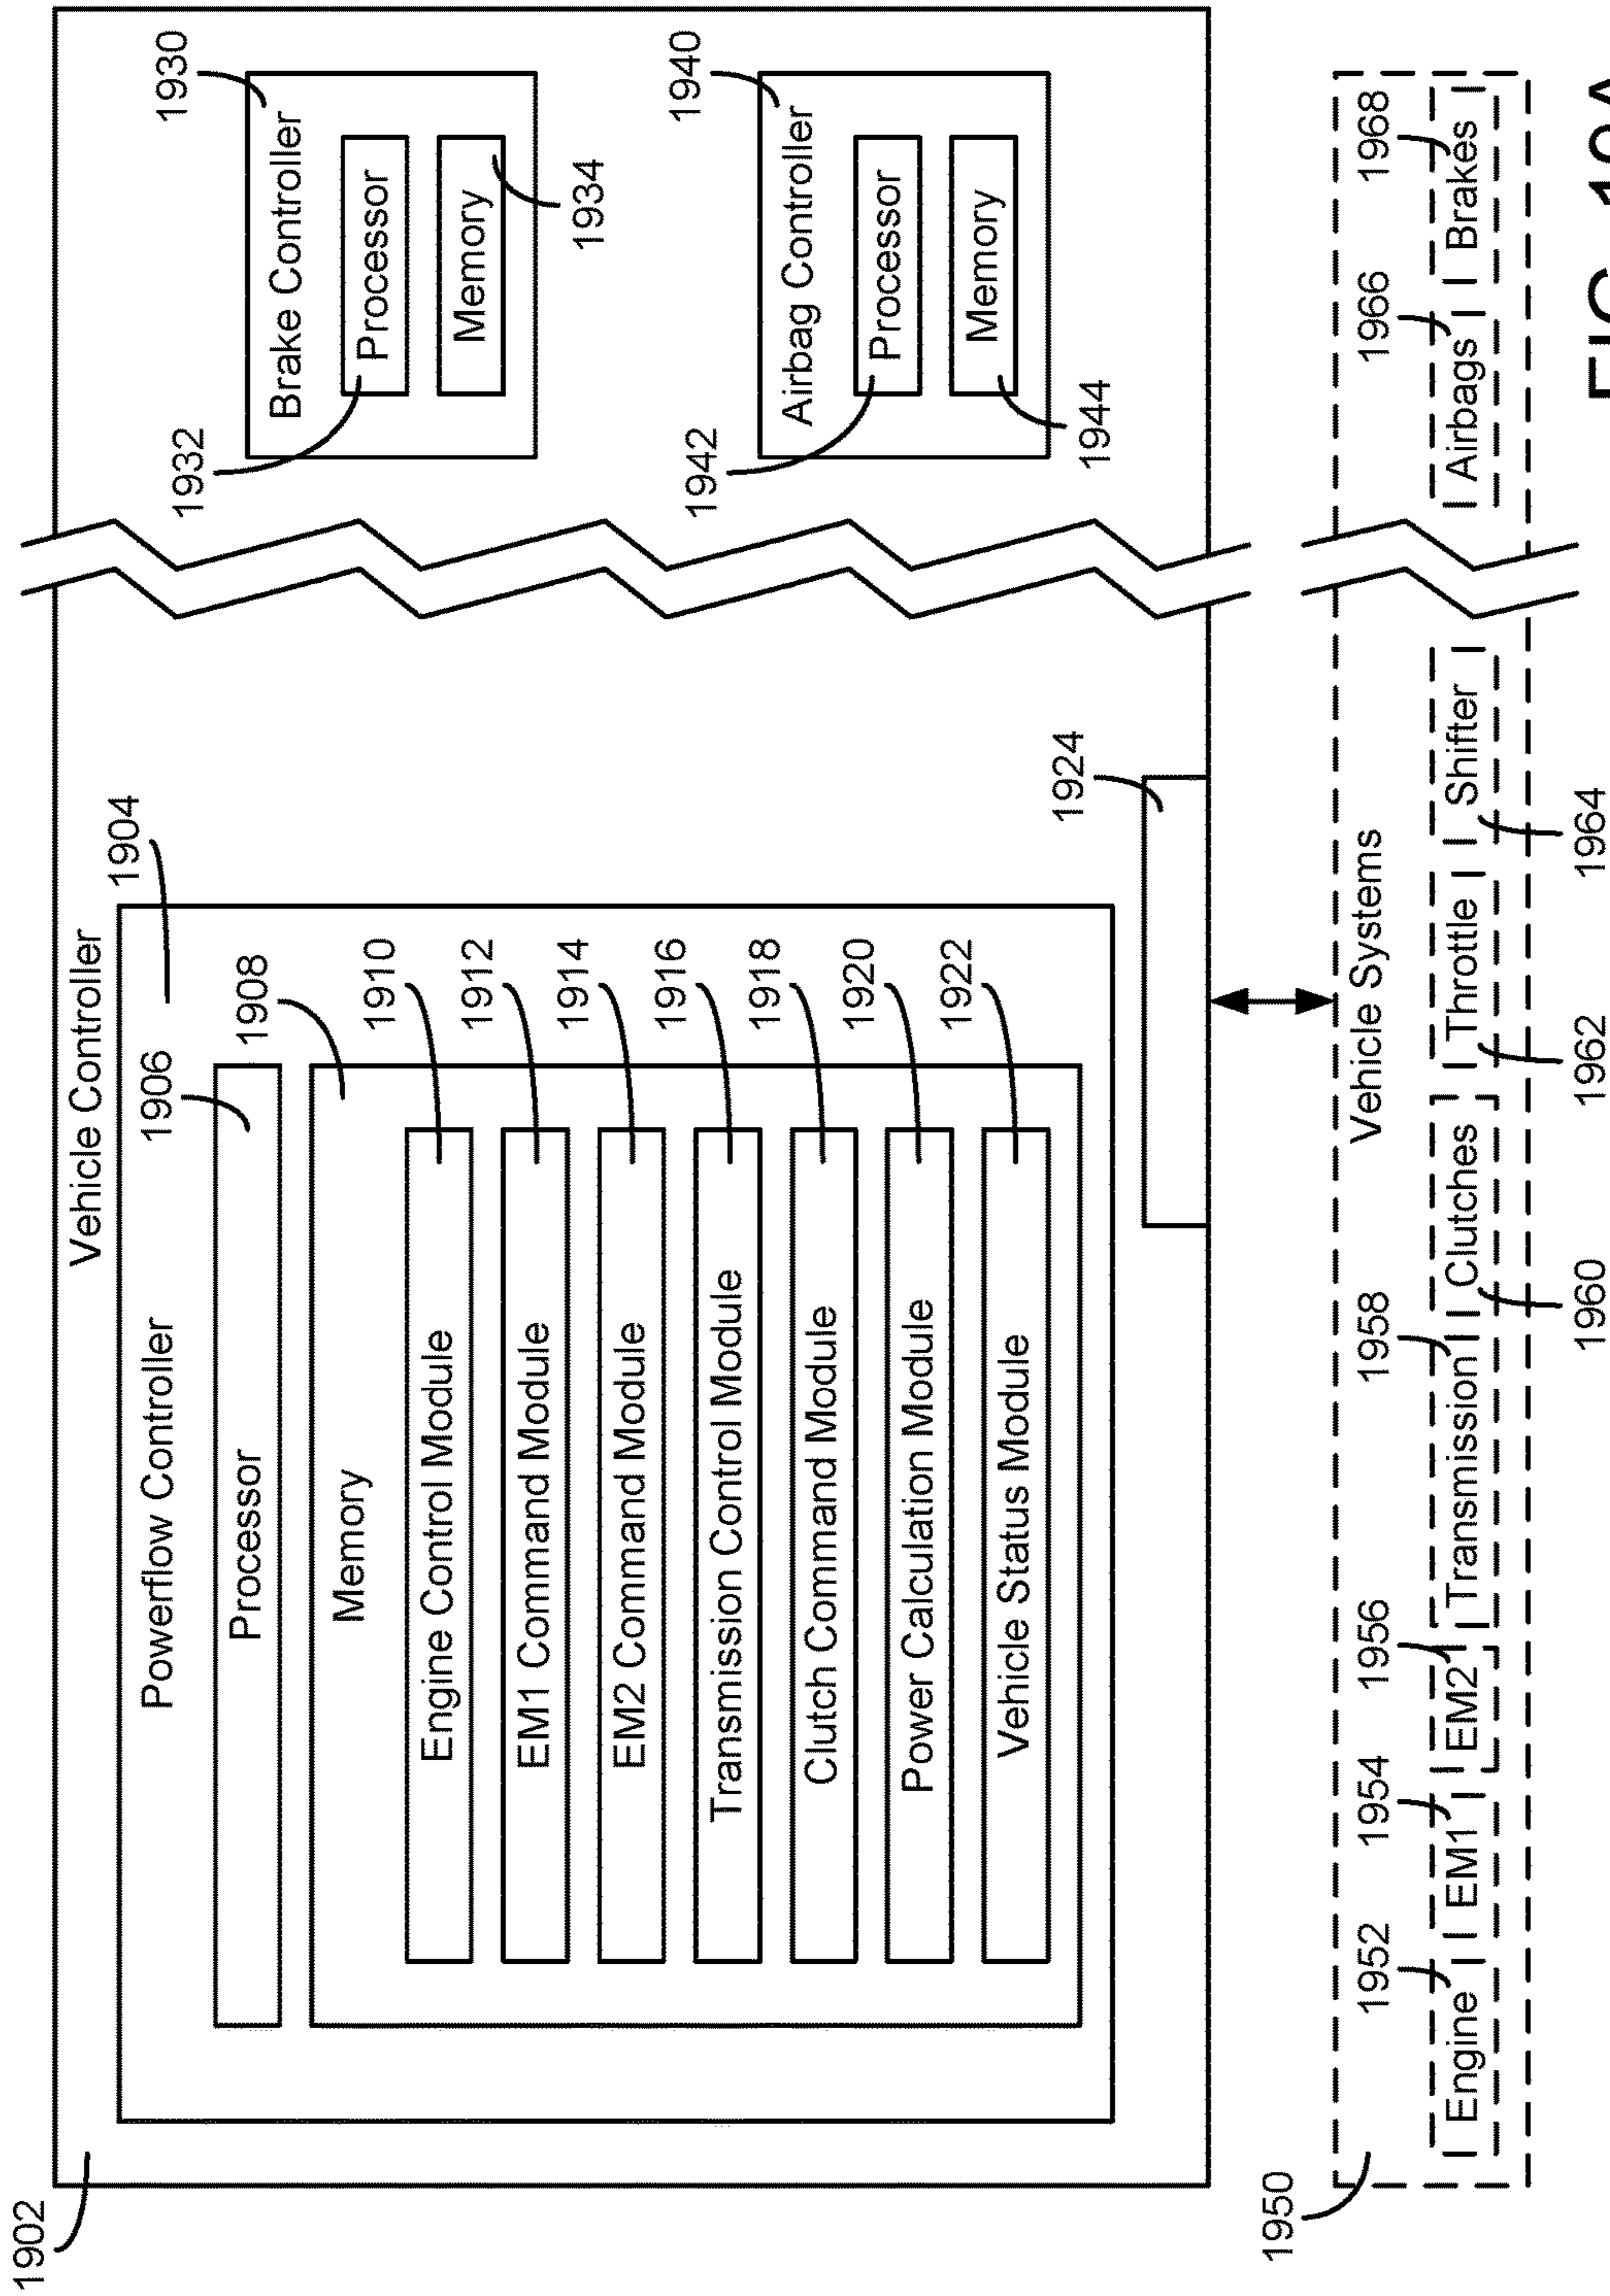 1902
Vehicle Controller
1904
Powerflow Controller
1906
Processor
1908
Memory
1910
Engine Control Module
1912
EM1 Command Module
1914
EM2 Command Module
1916
Transmission Control Module
1918
Clutch Command Module
1920
Power Calculation Module
1922
Vehicle Status Module
1924
1930
Brake Controller
1932
Processor
Memory
1934
1940
Airbag Controller
1942
Processor
Memory
1944
1950
Vehicle Systems
1952 1954 1956 1958 1966 1968
Engine EM1 EM2 Transmission Clutches Throttle Shifter Airbags Brakes
1960 1962 1964